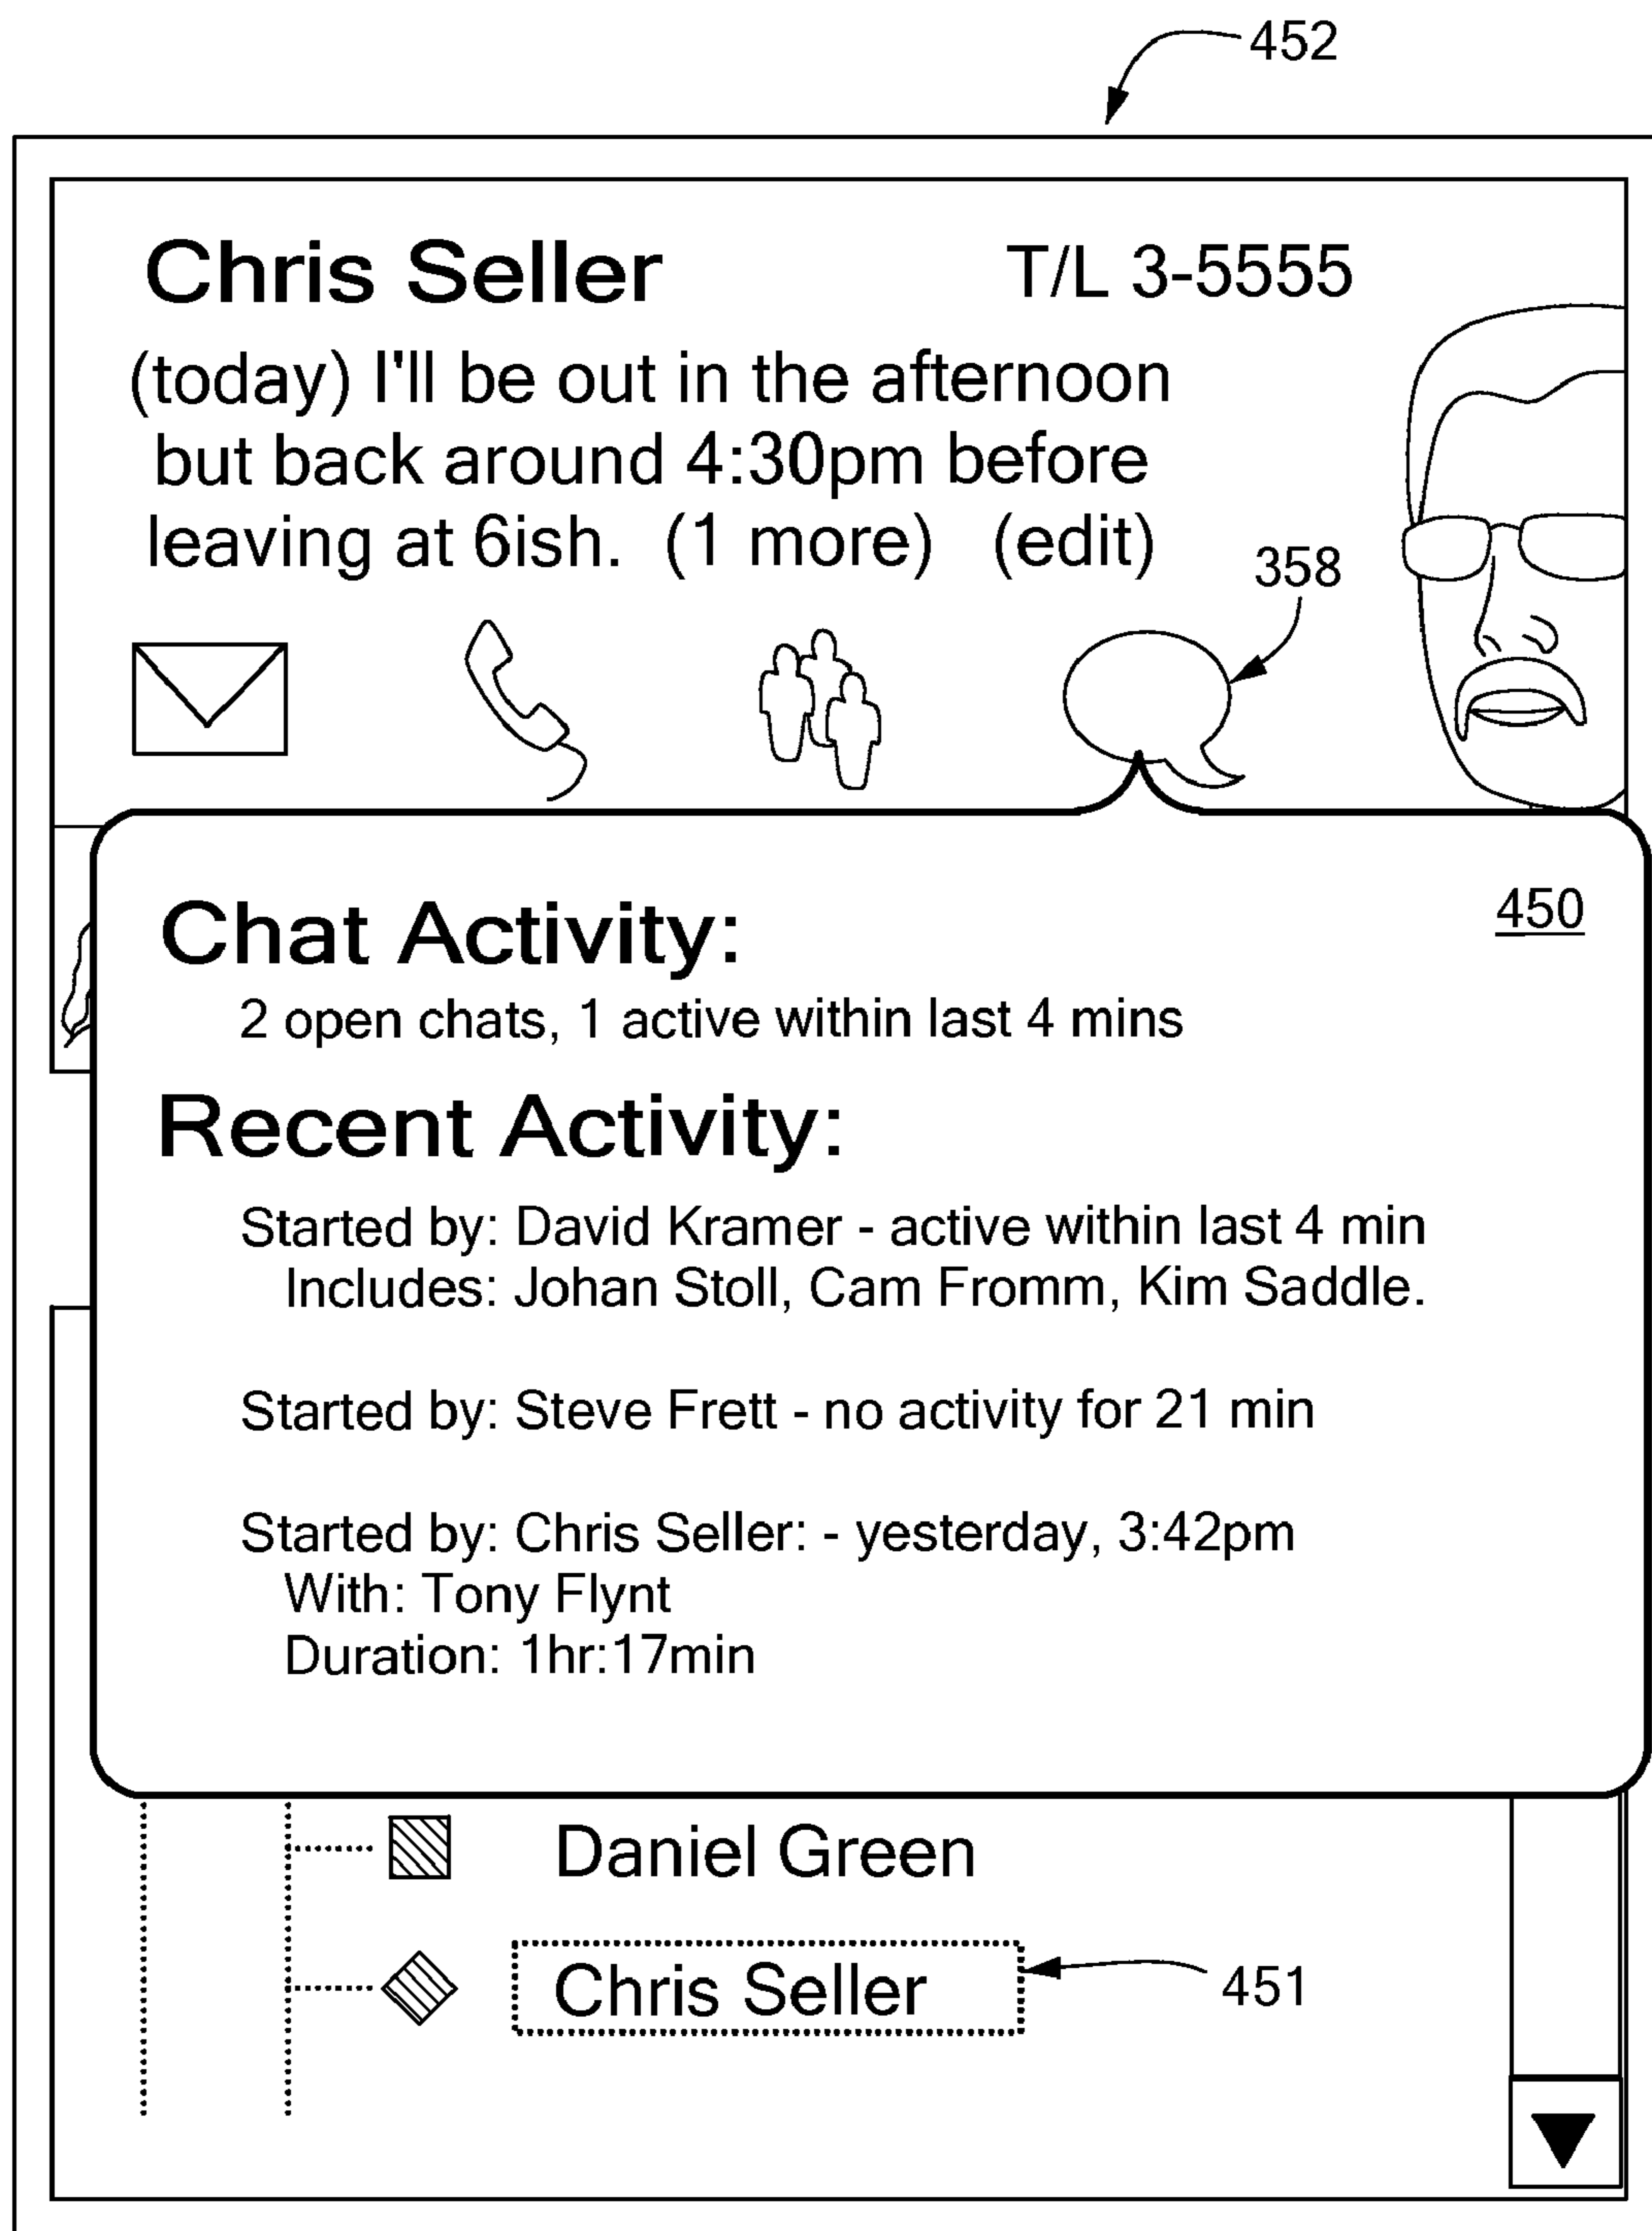 452
Chris Seller T/L 3-5555
(today) I'll be out in the afternoon
but back around 4:30pm before
leaving at 6ish. (1 more) (edit)
358
450
Chat Activity:
2 open chats, 1 active within last 4 mins
Recent Activity:
Started by: David Kramer - active within last 4 min
Includes: Johan Stoll, Cam Fromm, Kim Saddle.
Started by: Steve Frett - no activity for 21 min
Started by: Chris Seller: - yesterday, 3:42pm
With: Tony Flynt
Duration: 1hr:17min
Daniel Green
Chris Seller
451